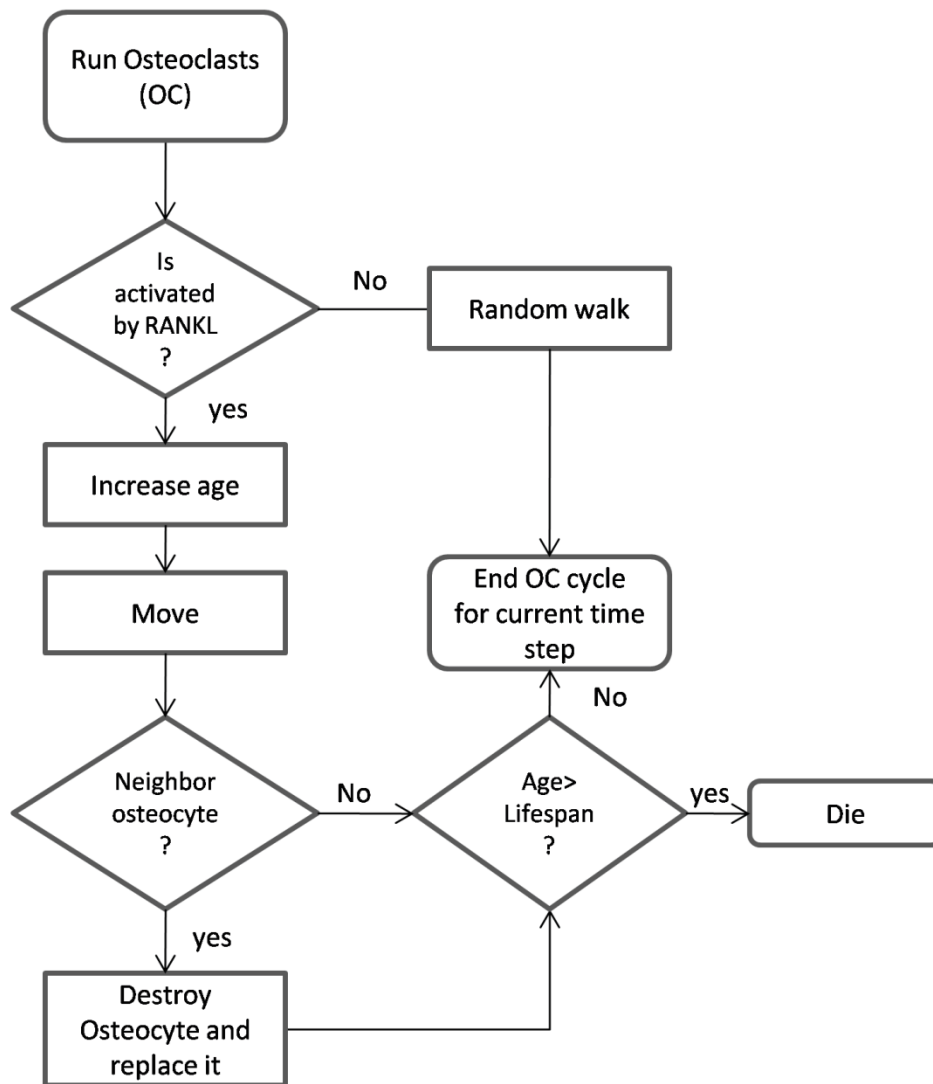 Run Osteoclasts
(OC)
Is
activated
by RANKL
?
No
Random walk
yes
Increase age
Move
End OC cycle
for current time
step
No
Neighbor
osteocyte
?
No
Age>
Lifespan
?
yes
Die
yes
Destroy
Osteocyte and
replace it